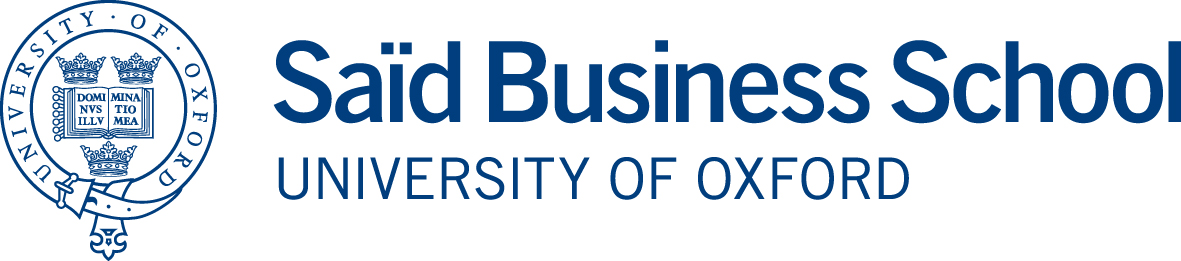 UNIVERSITY · OF · OXFORD
DOMI MINA
NVS TIO
ILLV MEA
Saïd Business School
UNIVERSITY OF OXFORD